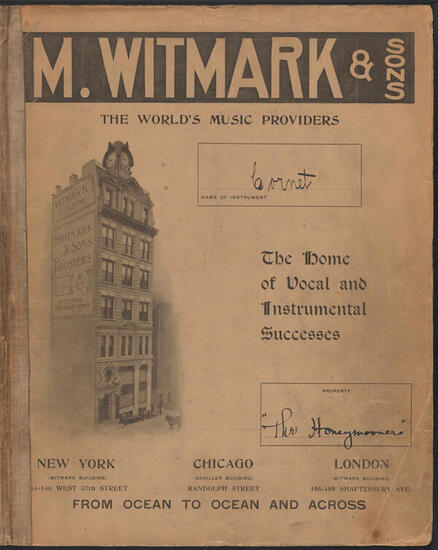 M. WITMARK & SONS
THE WORLD'S MUSIC PROVIDERS
Cornet
NAME OF INSTRUMENT
WITMARK
BUILDING
M. WITMARK
& SONS
PUBLISHERS
The Home
of Vocal and
Instrumental
Successes
PROPERTY
"The Honeymooners"
NEW YORK
(WITMARK BUILDING)
44-146 WEST 37th STREET
CHICAGO
(SCHILLER BUILDING)
RANDOLPH STREET
LONDON
(WITMARK BUILDING)
186-188 SHAFTESBURY AVE.
FROM OCEAN TO OCEAN AND ACROSS